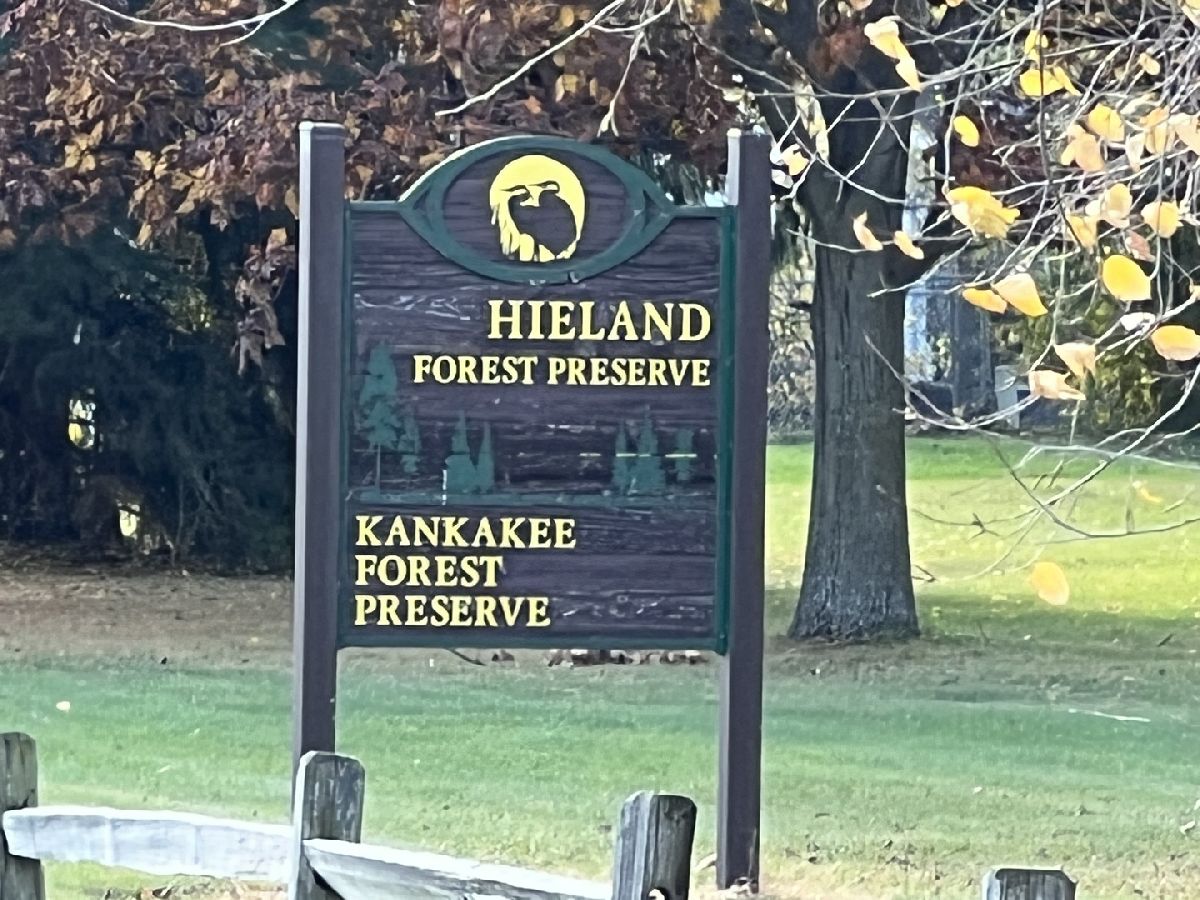 HIELAND
FOREST PRESERVE
KANKAKEE
FOREST
PRESERVE